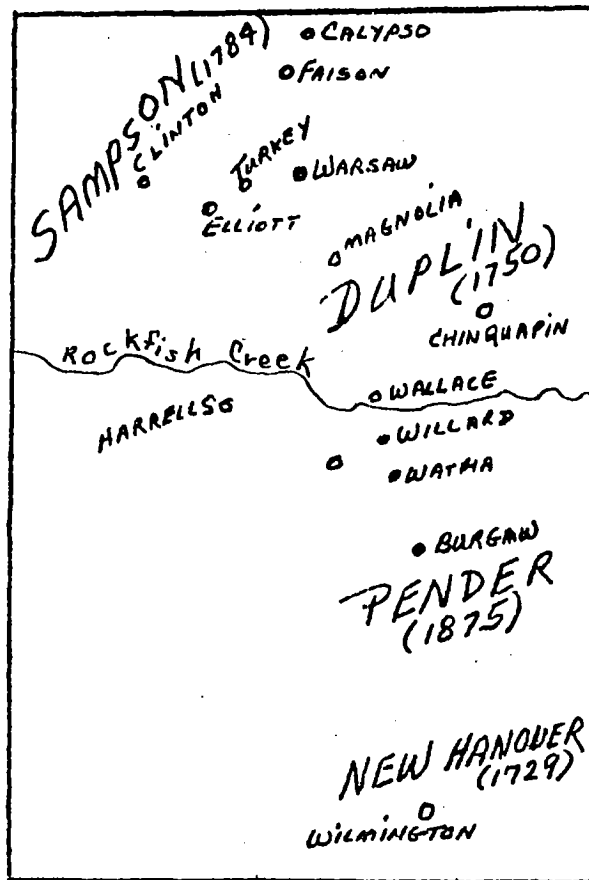 CALYPSO
FAISON
SAMPSON (1784)
CLINTON
TURKEY
WARSAW
ELLIOTT
MAGNOLIA
DUPLIN
(1750)
CHINQUAPIN
Rockfish Creek
WALLACE
HARRELLS
WILLARD
WATHA
BURGAW
PENDER
(1875)
NEW HANOVER
(1729)
WILMINGTON